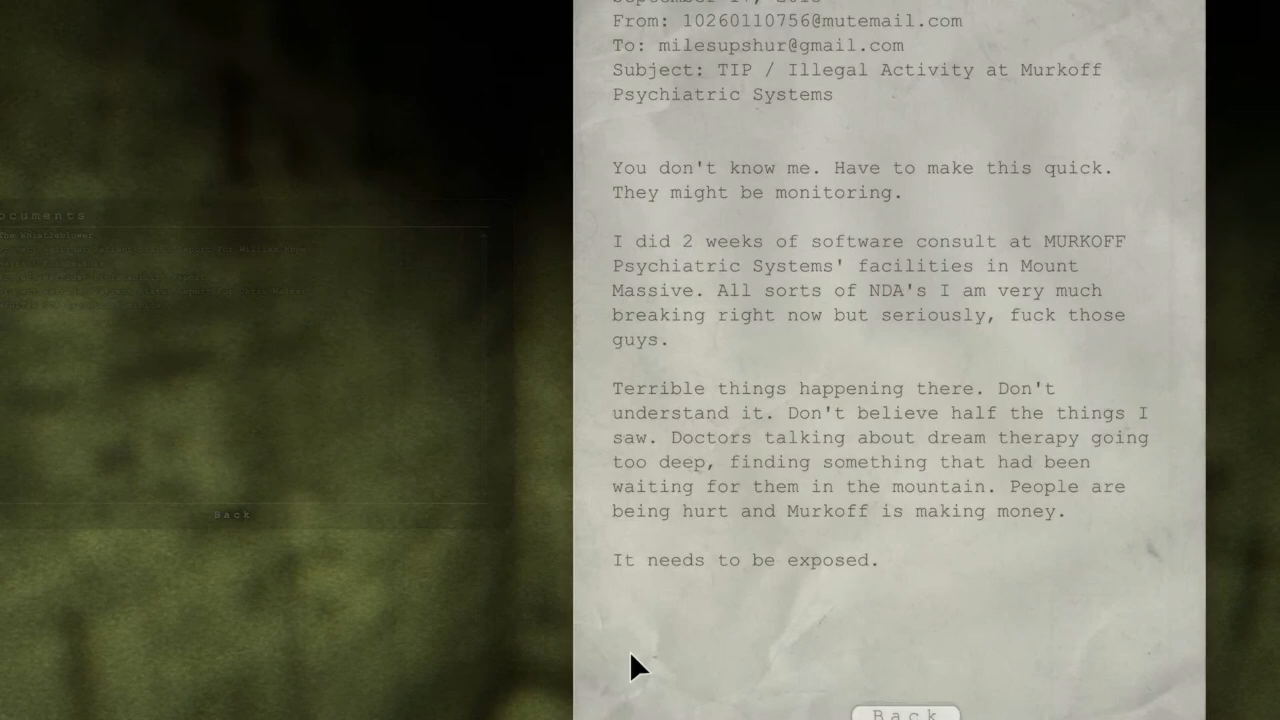 From: 10260110756@mutemail.com
To: milesupshur@gmail.com
Subject: TIP / Illegal Activity at Murkoff
Psychiatric Systems
You don't know me. Have to make this quick.
They might be monitoring.
I did 2 weeks of software consult at MURKOFF
Psychiatric Systems' facilities in Mount
Massive. All sorts of NDA's I am very much
breaking right now but seriously, fuck those
guys.
Terrible things happening there. Don't
understand it. Don't believe half the things I
saw. Doctors talking about dream therapy going
too deep, finding something that had been
waiting for them in the mountain. People are
being hurt and Murkoff is making money.
It needs to be exposed.
Back
ocuments
The Whistleblower
Back